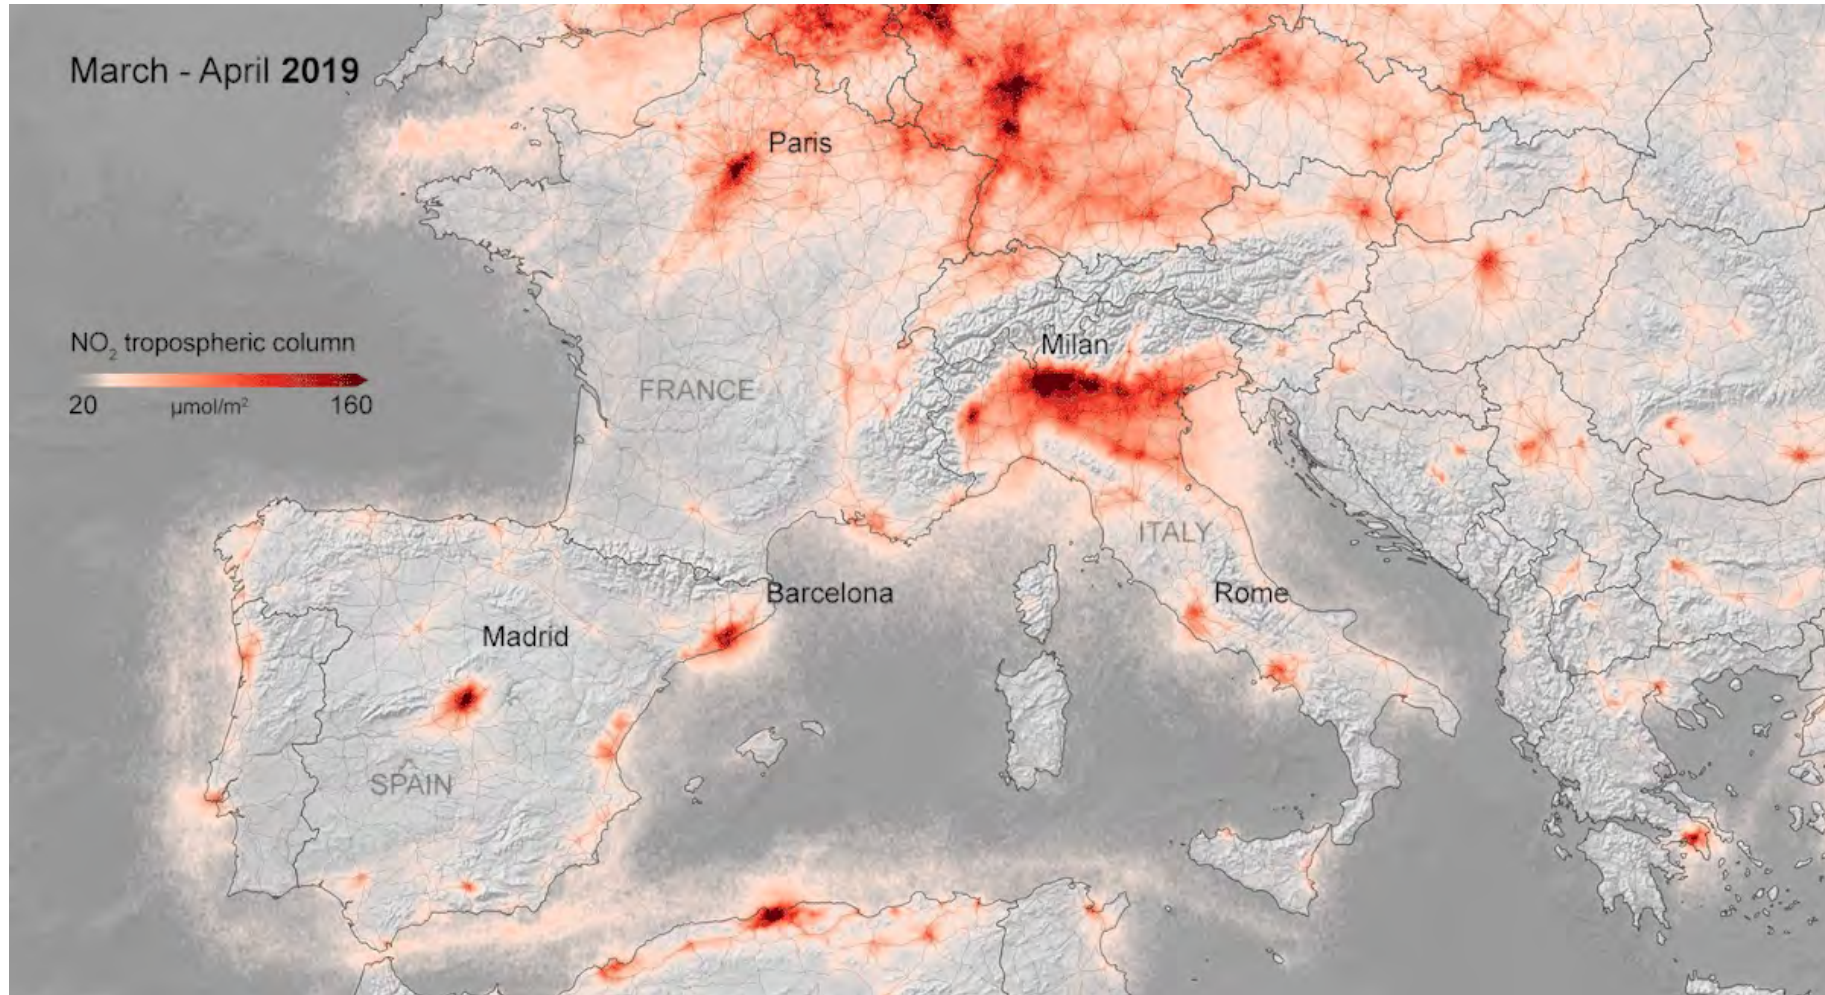 March - April 2019
Paris
NO₂ tropospheric column
20 µmol/m² 160
Milan
FRANCE
ITALY
Barcelona
Rome
Madrid
SPAIN